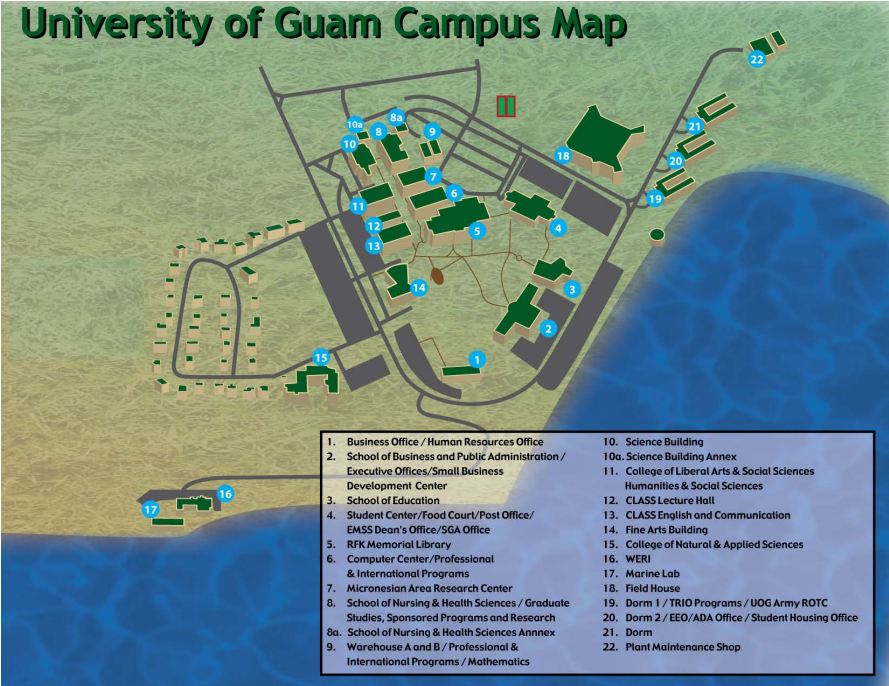 University of Guam Campus Map
22
8a
10a
8
9
10
21
18
7
20
6
11
19
12
5
4
13
14
3
2
15
1
16
17
1. Business Office / Human Resources Office
2. School of Business and Public Administration /
Executive Offices/Small Business
Development Center
3. School of Education
4. Student Center/Food Court/Post Office/
EMSS Dean's Office/SGA Office
5. RFK Memorial Library
6. Computer Center/Professional
& International Programs
7. Micronesian Area Research Center
8. School of Nursing & Health Sciences / Graduate
Studies, Sponsored Programs and Research
8a. School of Nursing & Health Sciences Annnex
9. Warehouse A and B / Professional &
International Programs / Mathematics
10. Science Building
10a. Science Building Annex
11. College of Liberal Arts & Social Sciences
Humanities & Social Sciences
12. CLASS Lecture Hall
13. CLASS English and Communication
14. Fine Arts Building
15. College of Natural & Applied Sciences
16. WERI
17. Marine Lab
18. Field House
19. Dorm 1 / TRIO Programs / UOG Army ROTC
20. Dorm 2 / EEO/ADA Office / Student Housing Office
21. Dorm
22. Plant Maintenance Shop